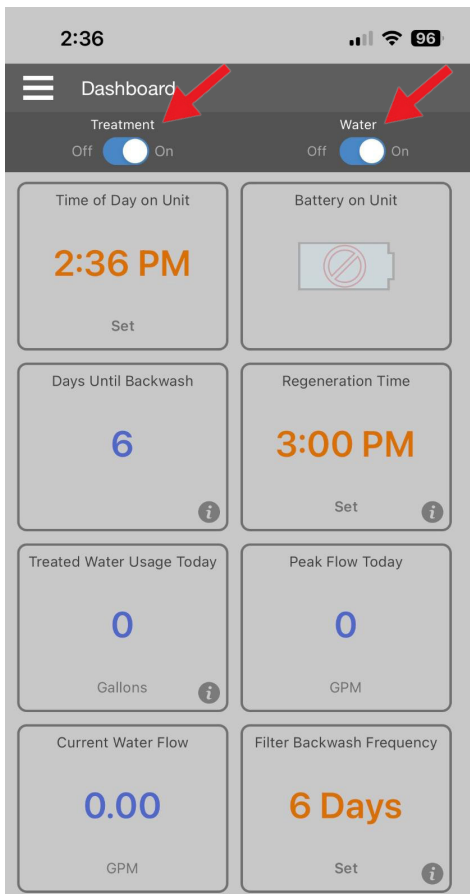 2:36
96
Dashboard
Treatment
Off On
Water
Off On
Time of Day on Unit
2:36 PM
Set
Battery on Unit
Days Until Backwash
6
i
Regeneration Time
3:00 PM
Set
i
Treated Water Usage Today
0
Gallons
i
Peak Flow Today
0
GPM
Current Water Flow
0.00
GPM
Filter Backwash Frequency
6 Days
Set
i